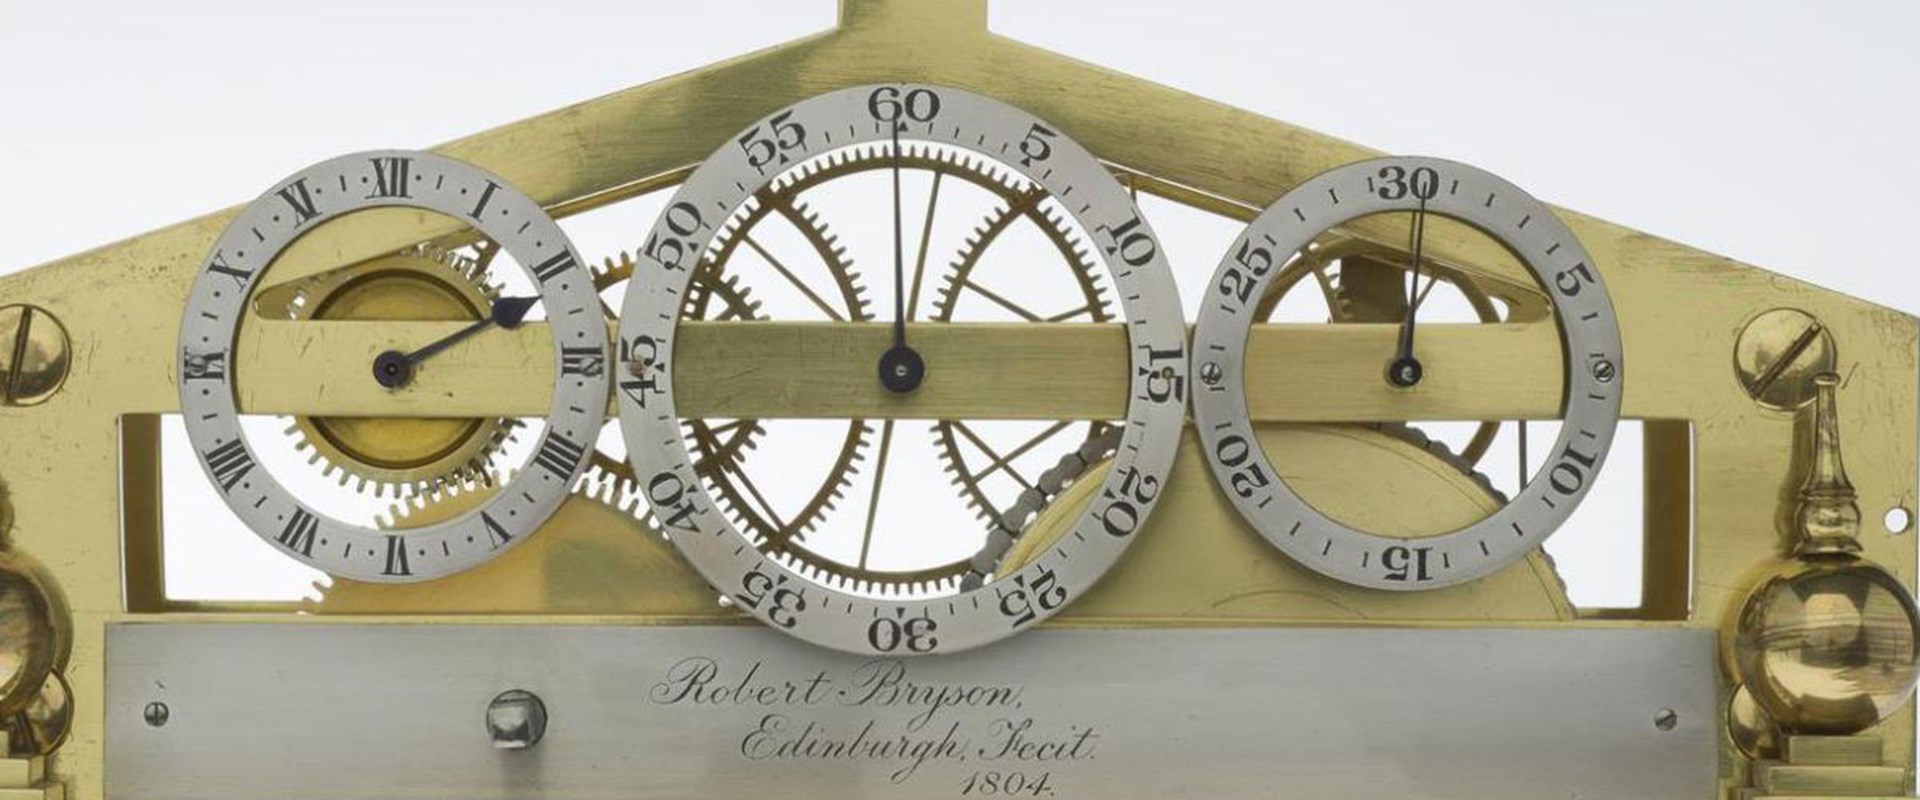 XII I II III IIII V VI VII VIII IX X XI
60 5 10 15 20 25 30 35 40 45 50 55
30 5 10 15 20 25
Robert Bryson,
Edinburgh, Fecit.
1804.